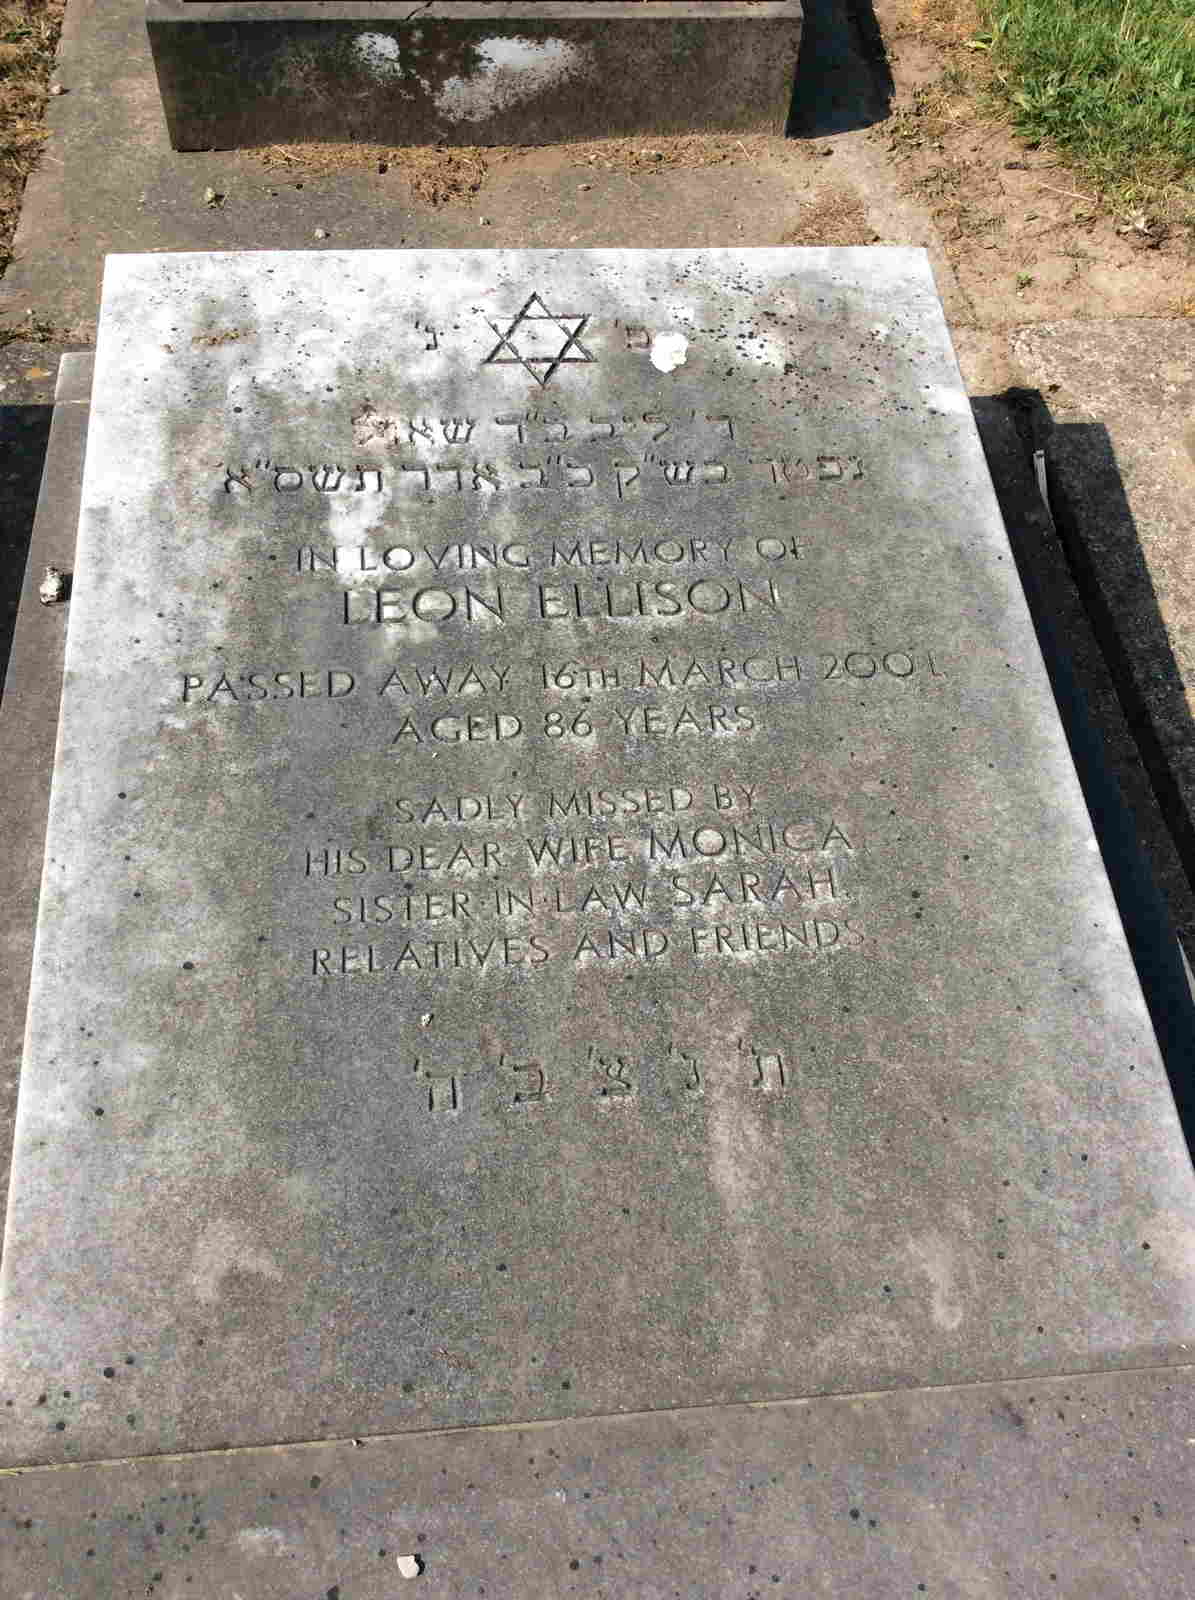 פ' נ'
ר' ליב ב"ר שאול
נפטר בש"ק כ"ב אדר תשס"א
IN LOVING MEMORY OF
LEON ELLISON
PASSED AWAY 16TH MARCH 2001
AGED 86 YEARS
SADLY MISSED BY
HIS DEAR WIFE MONICA
SISTER·IN·LAW SARAH.
RELATIVES AND FRIENDS.
ת' נ' צ' ב' ה'